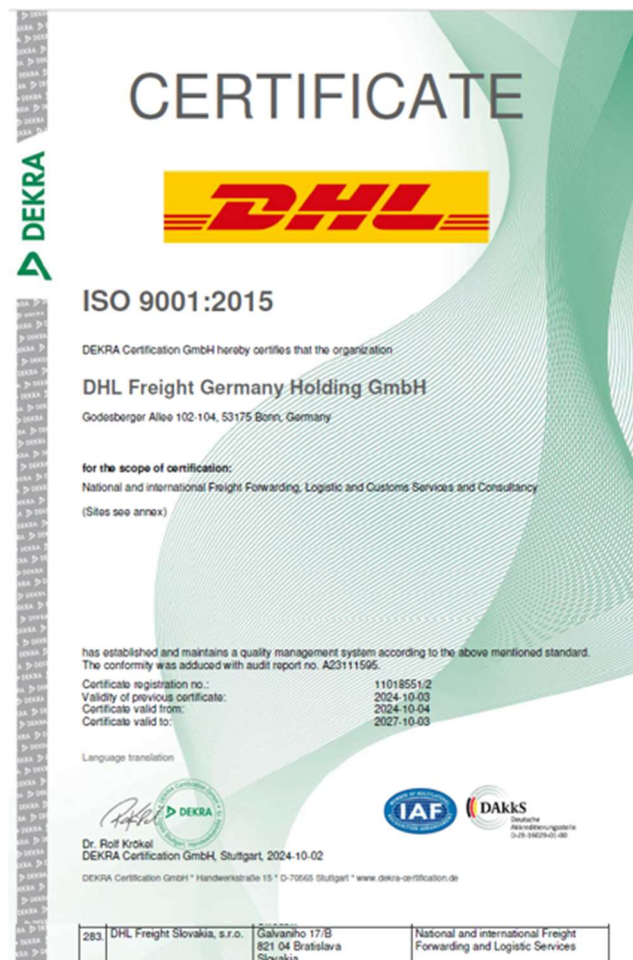 CERTIFICATE
DEKRA
DHL
ISO 9001:2015
DEKRA Certification GmbH hereby certifies that the organization
DHL Freight Germany Holding GmbH
Godesberger Allee 102-104, 53175 Bonn, Germany
for the scope of certification:
National and international Freight Forwarding, Logistic and Customs Services and Consultancy
(Sites see annex)
has established and maintains a quality management system according to the above mentioned standard.
The conformity was adduced with audit report no. A23111595.
Certificate registration no.: 11018551/2
Validity of previous certificate: 2024-10-03
Certificate valid from: 2024-10-04
Certificate valid to: 2027-10-03
Language translation
DEKRA
IAF
DAkkS
Deutsche
Akkreditierungsstelle
D-ZE-16029-01-00
Dr. Rolf Krökel
DEKRA Certification GmbH, Stuttgart, 2024-10-02
DEKRA Certification GmbH * Handwerkstraße 15 * D-70565 Stuttgart * www.dekra-certification.de
283. DHL Freight Slovakia, s.r.o. Galvaniho 17/B National and international Freight
821 04 Bratislava Forwarding and Logistic Services
Slovakia